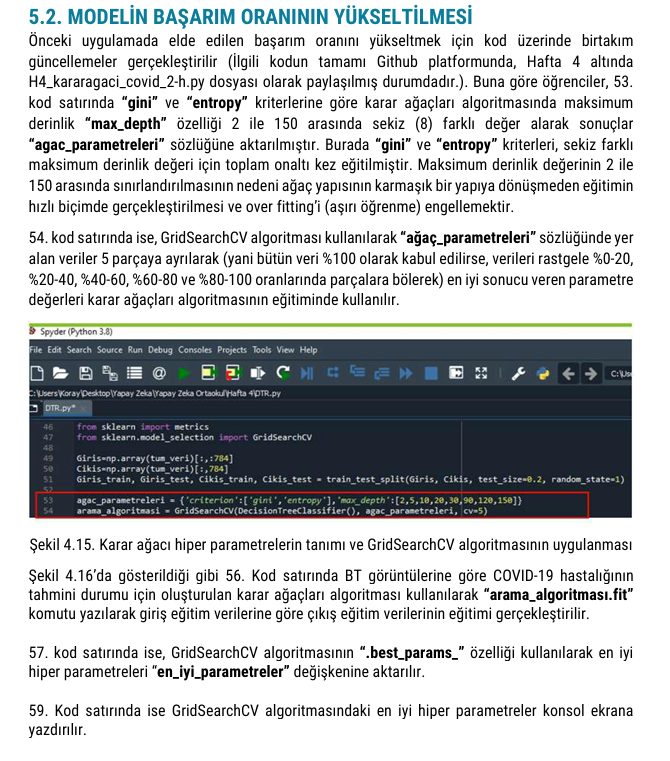 5.2. MODELİN BAŞARIM ORANININ YÜKSELTİLMESİ
Önceki uygulamada elde edilen başarım oranını yükseltmek için kod üzerinde birtakım
güncellemeler gerçekleştirilir (İlgili kodun tamamı Github platformunda, Hafta 4 altında
H4_kararagaci_covid_2-h.py dosyası olarak paylaşılmış durumdadır.). Buna göre öğrenciler, 53.
kod satırında “gini” ve “entropy” kriterlerine göre karar ağaçları algoritmasında maksimum
derinlik “max_depth” özelliği 2 ile 150 arasında sekiz (8) farklı değer alarak sonuçlar
“agac_parametreleri” sözlüğüne aktarılmıştır. Burada “gini” ve “entropy” kriterleri, sekiz farklı
maksimum derinlik değeri için toplam onaltı kez eğitilmiştir. Maksimum derinlik değerinin 2 ile
150 arasında sınırlandırılmasının nedeni ağaç yapısının karmaşık bir yapıya dönüşmeden eğitimin
hızlı biçimde gerçekleştirilmesi ve over fitting’i (aşırı öğrenme) engellemektir.
54. kod satırında ise, GridSearchCV algoritması kullanılarak “ağaç_parametreleri” sözlüğünde yer
alan veriler 5 parçaya ayrılarak (yani bütün veri %100 olarak kabul edilirse, verileri rastgele %0-20,
%20-40, %40-60, %60-80 ve %80-100 oranlarında parçalara bölerek) en iyi sonucu veren parametre
değerleri karar ağaçları algoritmasının eğitiminde kullanılır.
Spyder (Python 3.8)
File Edit Search Source Run Debug Consoles Projects Tools View Help
C:\Use
C:\Users\Koray\Desktop\Yapay Zeka\Yapay Zeka Ortaokul\Hafta 4\DTR.py
DTR.py*
46 from sklearn import metrics
47 from sklearn.model_selection import GridSearchCV
48
49 Giris=np.array(tum_veri)[:,:784]
50 Cikis=np.array(tum_veri)[:,784]
51 Giris_train, Giris_test, Cikis_train, Cikis_test = train_test_split(Giris, Cikis, test_size=0.2, random_state=1)
52
53 agac_parametreleri = {'criterion':['gini','entropy'],'max_depth':[2,5,10,20,30,90,120,150]}
54 arama_algoritmasi = GridSearchCV(DecisionTreeClassifier(), agac_parametreleri, cv=5)
Şekil 4.15. Karar ağacı hiper parametrelerin tanımı ve GridSearchCV algoritmasının uygulanması
Şekil 4.16’da gösterildiği gibi 56. Kod satırında BT görüntülerine göre COVID-19 hastalığının
tahmini durumu için oluşturulan karar ağaçları algoritması kullanılarak “arama_algoritması.fit”
komutu yazılarak giriş eğitim verilerine göre çıkış eğitim verilerinin eğitimi gerçekleştirilir.
57. kod satırında ise, GridSearchCV algoritmasının “.best_params_” özelliği kullanılarak en iyi
hiper parametreleri “en_iyi_parametreler” değişkenine aktarılır.
59. Kod satırında ise GridSearchCV algoritmasındaki en iyi hiper parametreler konsol ekrana
yazdırılır.